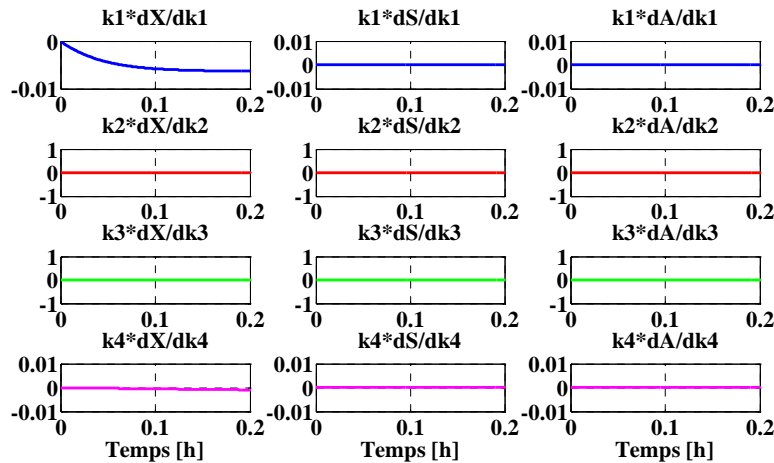 k1*dX/dk1 k1*dS/dk1 k1*dA/dk1
0 0.01 0.01
0 0
-0.01 -0.01 -0.01
0 0.1 0.2 0 0.1 0.2 0 0.1 0.2
k2*dX/dk2 k2*dS/dk2 k2*dA/dk2
1 1 1
0 0 0
-1 -1 -1
0 0.1 0.2 0 0.1 0.2 0 0.1 0.2
k3*dX/dk3 k3*dS/dk3 k3*dA/dk3
1 1 1
0 0 0
-1 -1 -1
0 0.1 0.2 0 0.1 0.2 0 0.1 0.2
k4*dX/dk4 k4*dS/dk4 k4*dA/dk4
0.01 0.01 0.01
0 0 0
-0.01 -0.01 -0.01
0 0.1 0.2 0 0.1 0.2 0 0.1 0.2
Temps [h] Temps [h] Temps [h]